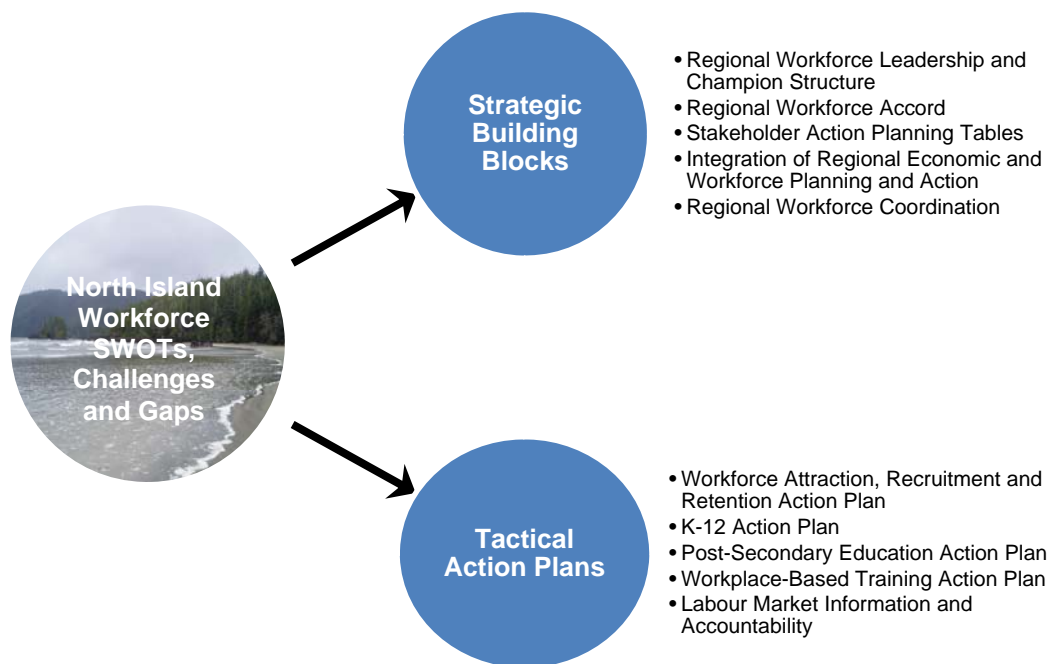 North Island
Workforce
SWOTs,
Challenges
and Gaps
Strategic
Building
Blocks
• Regional Workforce Leadership and
Champion Structure
• Regional Workforce Accord
• Stakeholder Action Planning Tables
• Integration of Regional Economic and
Workforce Planning and Action
• Regional Workforce Coordination
Tactical
Action Plans
• Workforce Attraction, Recruitment and
Retention Action Plan
• K-12 Action Plan
• Post-Secondary Education Action Plan
• Workplace-Based Training Action Plan
• Labour Market Information and
Accountability